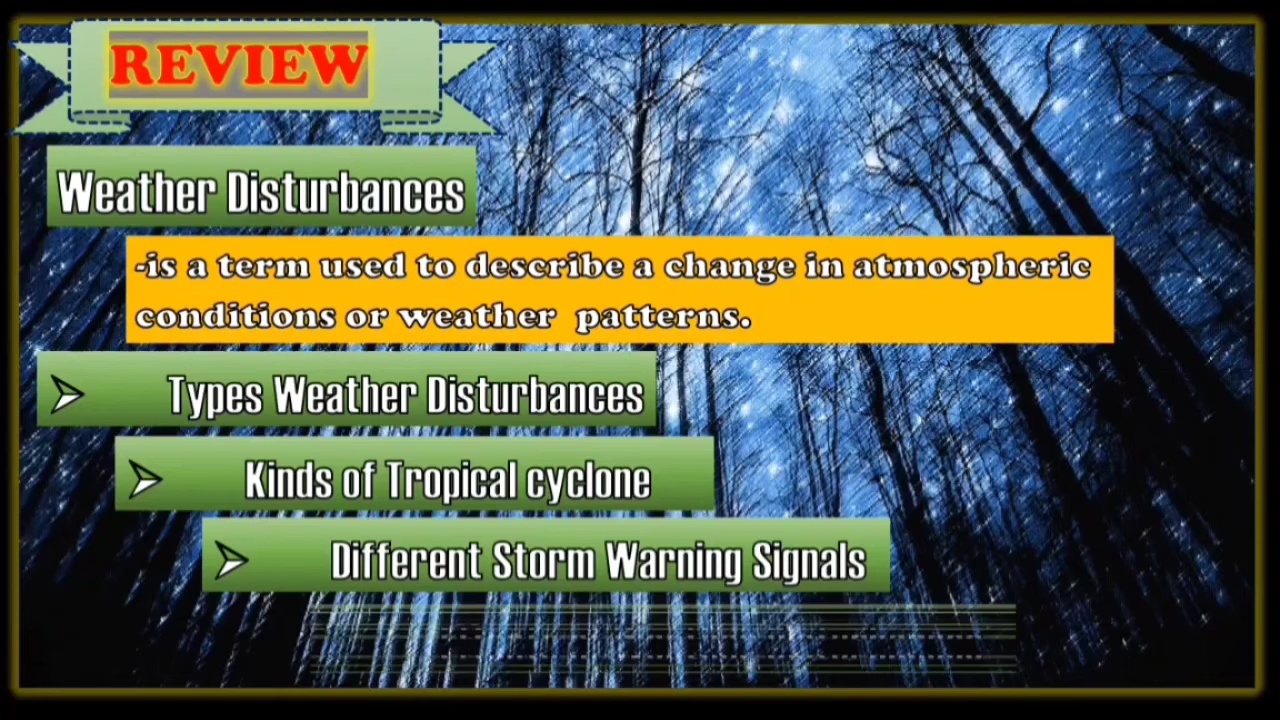 REVIEW
Weather Disturbances
-is a term used to describe a change in atmospheric
conditions or weather patterns.
Types Weather Disturbances
Kinds of Tropical cyclone
Different Storm Warning Signals